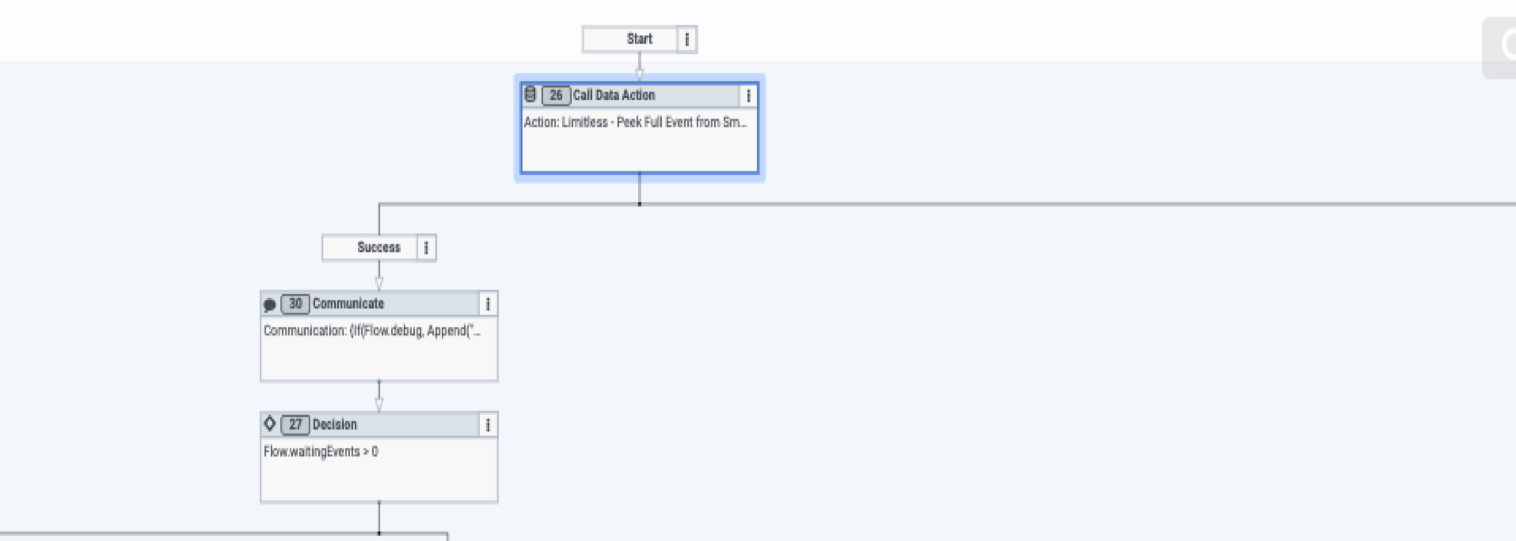 Start
26 Call Data Action
Action: Limitless - Peek Full Event from Sm...
Success
30 Communicate
Communication: {If(Flow.debug, Append("...
27 Decision
Flow.waitingEvents > 0